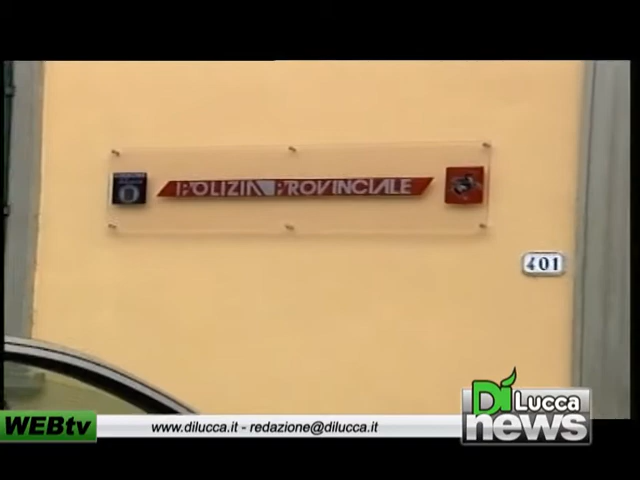 POLIZIA PROVINCIALE
401
Di Lucca
news
WEBtv
www.dilucca.it - redazione@dilucca.it